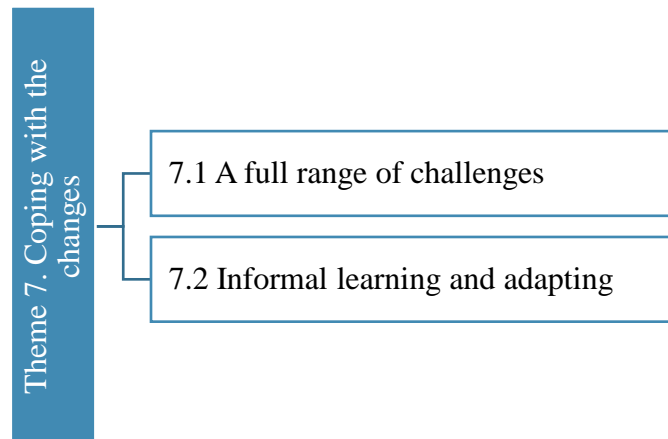 Theme 7. Coping with the
changes
7.1 A full range of challenges
7.2 Informal learning and adapting